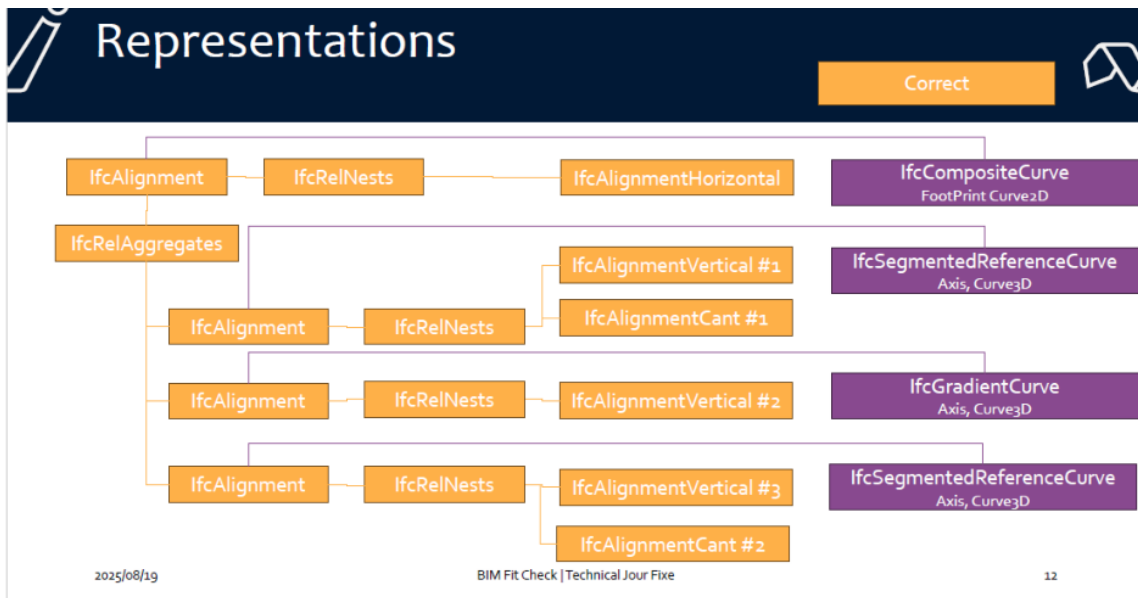 Representations
Correct
IfcAlignment
IfcRelNests
IfcAlignmentHorizontal
IfcCompositeCurve
FootPrint Curve2D
IfcRelAggregates
IfcAlignmentVertical #1
IfcSegmentedReferenceCurve
Axis, Curve3D
IfcAlignment
IfcRelNests
IfcAlignmentCant #1
IfcAlignment
IfcRelNests
IfcAlignmentVertical #2
IfcGradientCurve
Axis, Curve3D
IfcAlignment
IfcRelNests
IfcAlignmentVertical #3
IfcSegmentedReferenceCurve
Axis, Curve3D
IfcAlignmentCant #2
2025/08/19
BIM Fit Check | Technical Jour Fixe
12